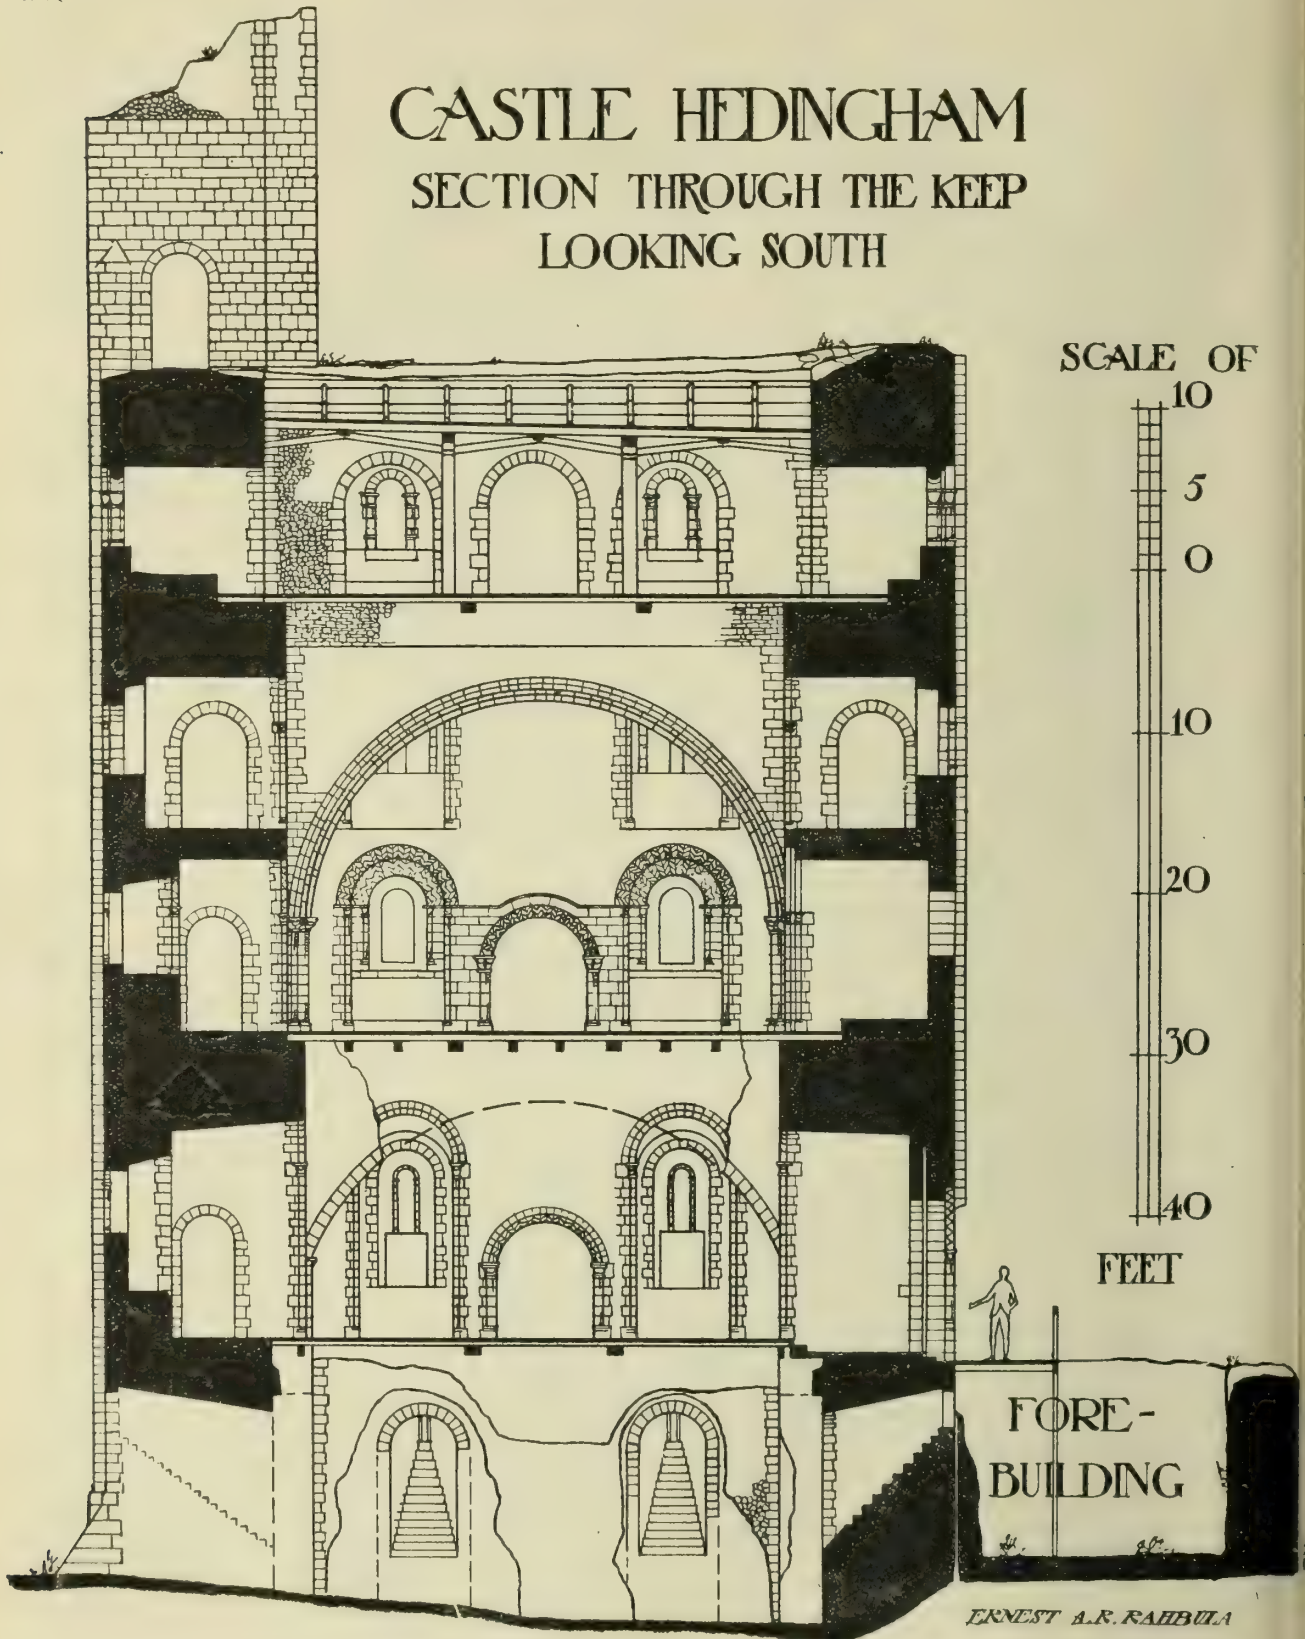 CASTLE HEDINGHAM
SECTION THROUGH THE KEEP
LOOKING SOUTH
SCALE OF
10
5
0
10
20
30
40
FEET
FORE-
BUILDING
ERNEST A.R. RAHBULA